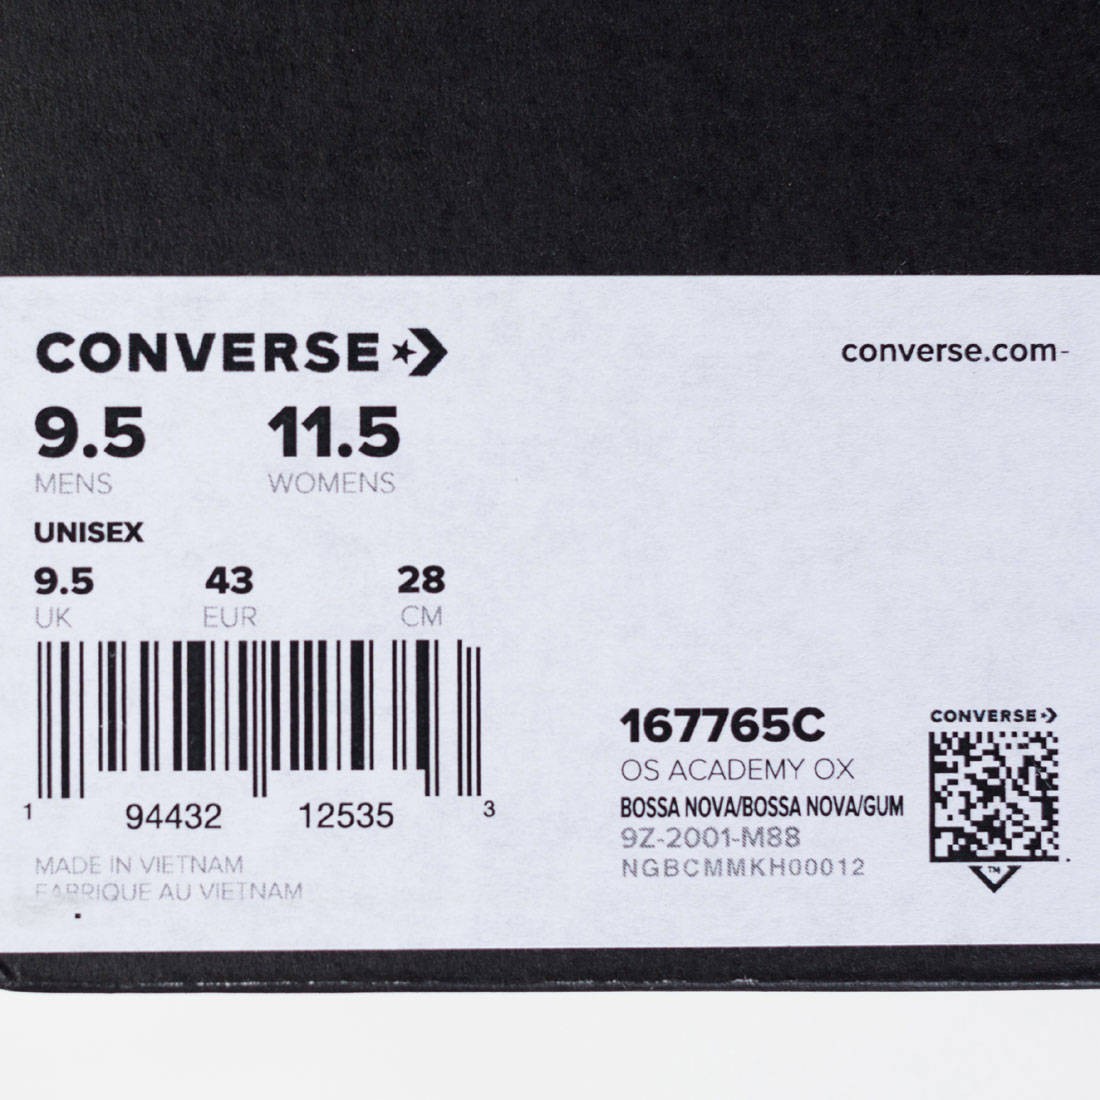 CONVERSE
converse.com-
9.5 11.5
MENS WOMENS
UNISEX
9.5 43 28
UK EUR CM
1 94432 12535 3
MADE IN VIETNAM
FABRIQUE AU VIETNAM
167765C
OS ACADEMY OX
BOSSA NOVA/BOSSA NOVA/GUM
9Z-2001-M88
NGBCMMKH00012
CONVERSE
TM